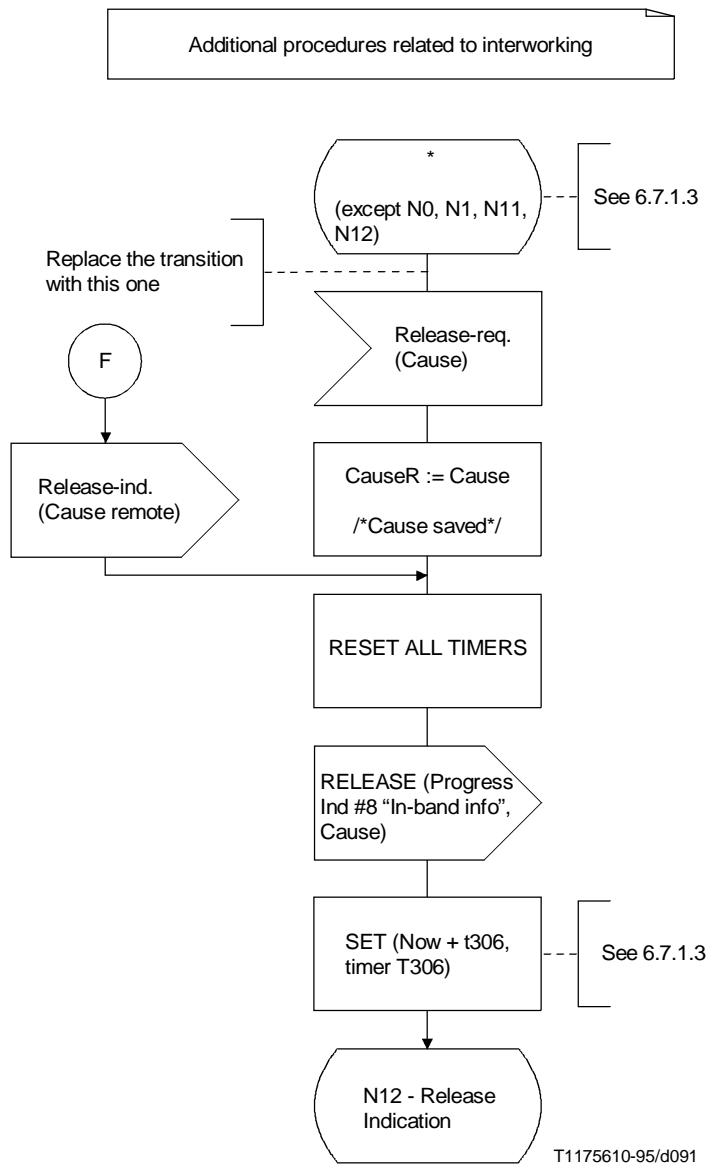 Additional procedures related to interworking
*
(except N0, N1, N11,
N12)
See 6.7.1.3
Replace the transition
with this one
Release-req.
(Cause)
F
CauseR := Cause
/*Cause saved*/
Release-ind.
(Cause remote)
RESET ALL TIMERS
RELEASE (Progress
Ind #8 “In-band info”,
Cause)
SET (Now + t306,
timer T306)
See 6.7.1.3
N12 - Release
Indication
T1175610-95/d091